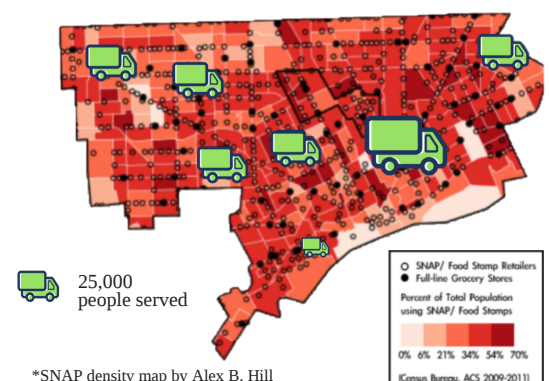 25,000
people served
*SNAP density map by Alex B. Hill
SNAP/ Food Stamp Retailers
Full-line Grocery Stores
Percent of Total Population
using SNAP/ Food Stamps
0% 6% 21% 34% 54% 70%
(Census Bureau, ACS 2009-2011)